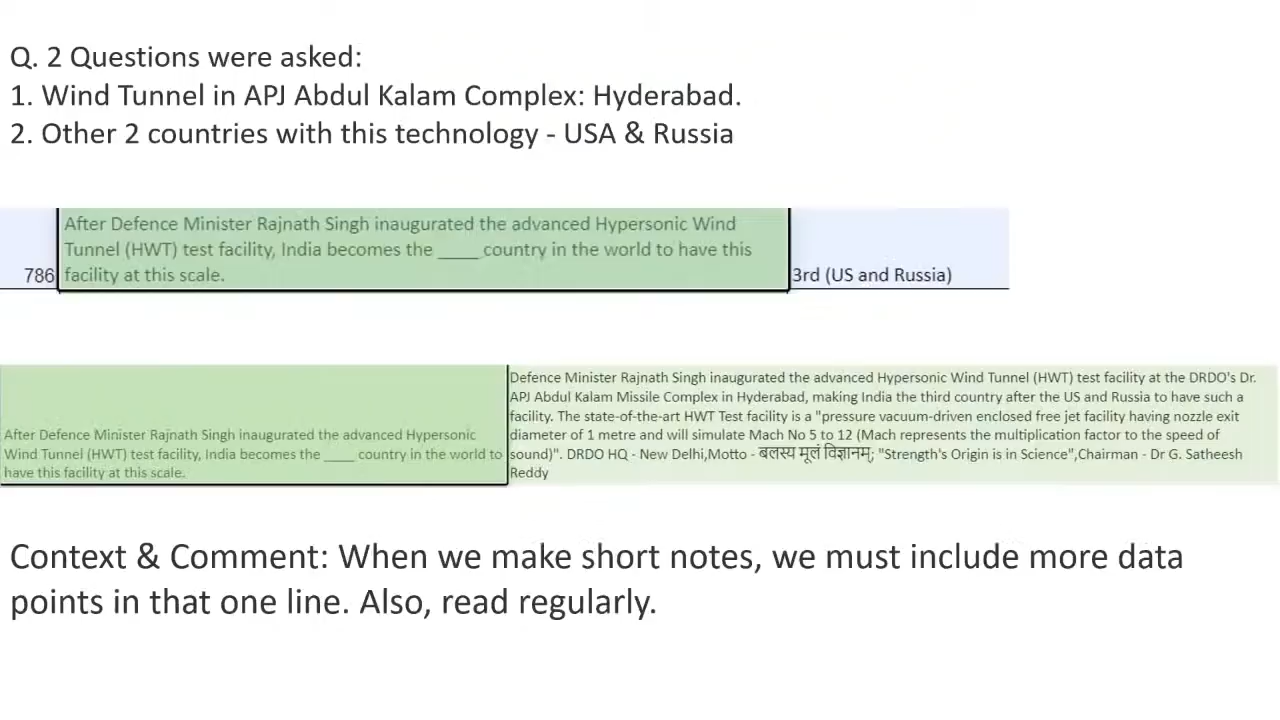 Q. 2 Questions were asked:
1. Wind Tunnel in APJ Abdul Kalam Complex: Hyderabad.
2. Other 2 countries with this technology - USA & Russia
After Defence Minister Rajnath Singh inaugurated the advanced Hypersonic Wind
Tunnel (HWT) test facility, India becomes the ____ country in the world to have this
786 facility at this scale. 3rd (US and Russia)
After Defence Minister Rajnath Singh inaugurated the advanced Hypersonic
Wind Tunnel (HWT) test facility, India becomes the ____ country in the world to
have this facility at this scale.
Defence Minister Rajnath Singh inaugurated the advanced Hypersonic Wind Tunnel (HWT) test facility at the DRDO's Dr.
APJ Abdul Kalam Missile Complex in Hyderabad, making India the third country after the US and Russia to have such a
facility. The state-of-the-art HWT Test facility is a "pressure vacuum-driven enclosed free jet facility having nozzle exit
diameter of 1 metre and will simulate Mach No 5 to 12 (Mach represents the multiplication factor to the speed of
sound)". DRDO HQ - New Delhi,Motto - बलस्य मूलं विज्ञानम्; "Strength's Origin is in Science",Chairman - Dr G. Satheesh
Reddy
Context & Comment: When we make short notes, we must include more data
points in that one line. Also, read regularly.